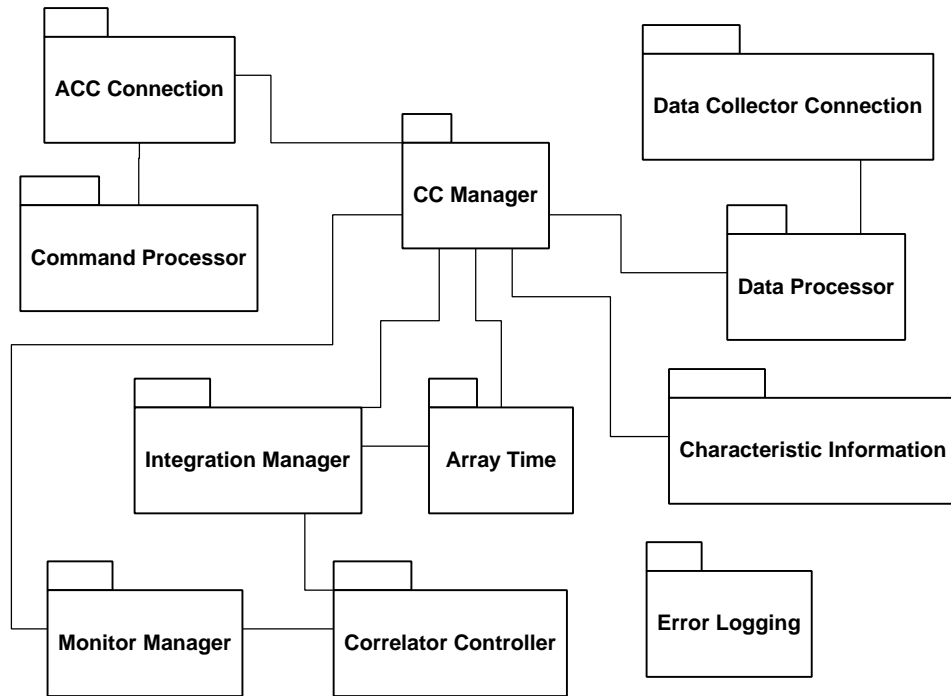 ACC Connection
Data Collector Connection
CC Manager
Command Processor
Data Processor
Integration Manager
Array Time
Characteristic Information
Monitor Manager
Correlator Controller
Error Logging